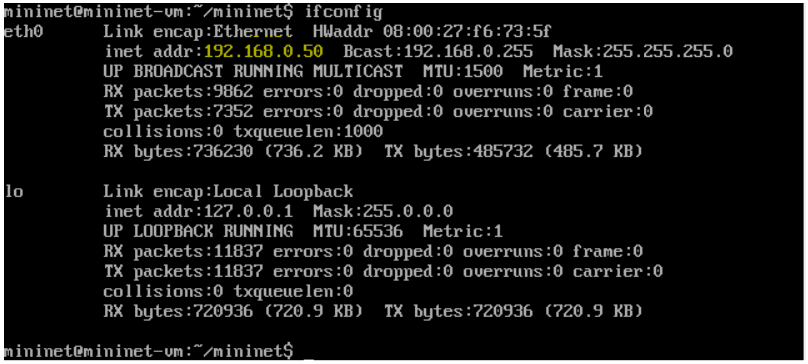 mininet@mininet-vm:~/mininet$ ifconfig
eth0      Link encap:Ethernet  HWaddr 08:00:27:f6:73:5f
          inet addr:192.168.0.50  Bcast:192.168.0.255  Mask:255.255.255.0
          UP BROADCAST RUNNING MULTICAST  MTU:1500  Metric:1
          RX packets:9862 errors:0 dropped:0 overruns:0 frame:0
          TX packets:7352 errors:0 dropped:0 overruns:0 carrier:0
          collisions:0 txqueuelen:1000
          RX bytes:736230 (736.2 KB)  TX bytes:485732 (485.7 KB)

lo        Link encap:Local Loopback
          inet addr:127.0.0.1  Mask:255.0.0.0
          UP LOOPBACK RUNNING  MTU:65536  Metric:1
          RX packets:11837 errors:0 dropped:0 overruns:0 frame:0
          TX packets:11837 errors:0 dropped:0 overruns:0 carrier:0
          collisions:0 txqueuelen:0
          RX bytes:720936 (720.9 KB)  TX bytes:720936 (720.9 KB)

mininet@mininet-vm:~/mininet$ _